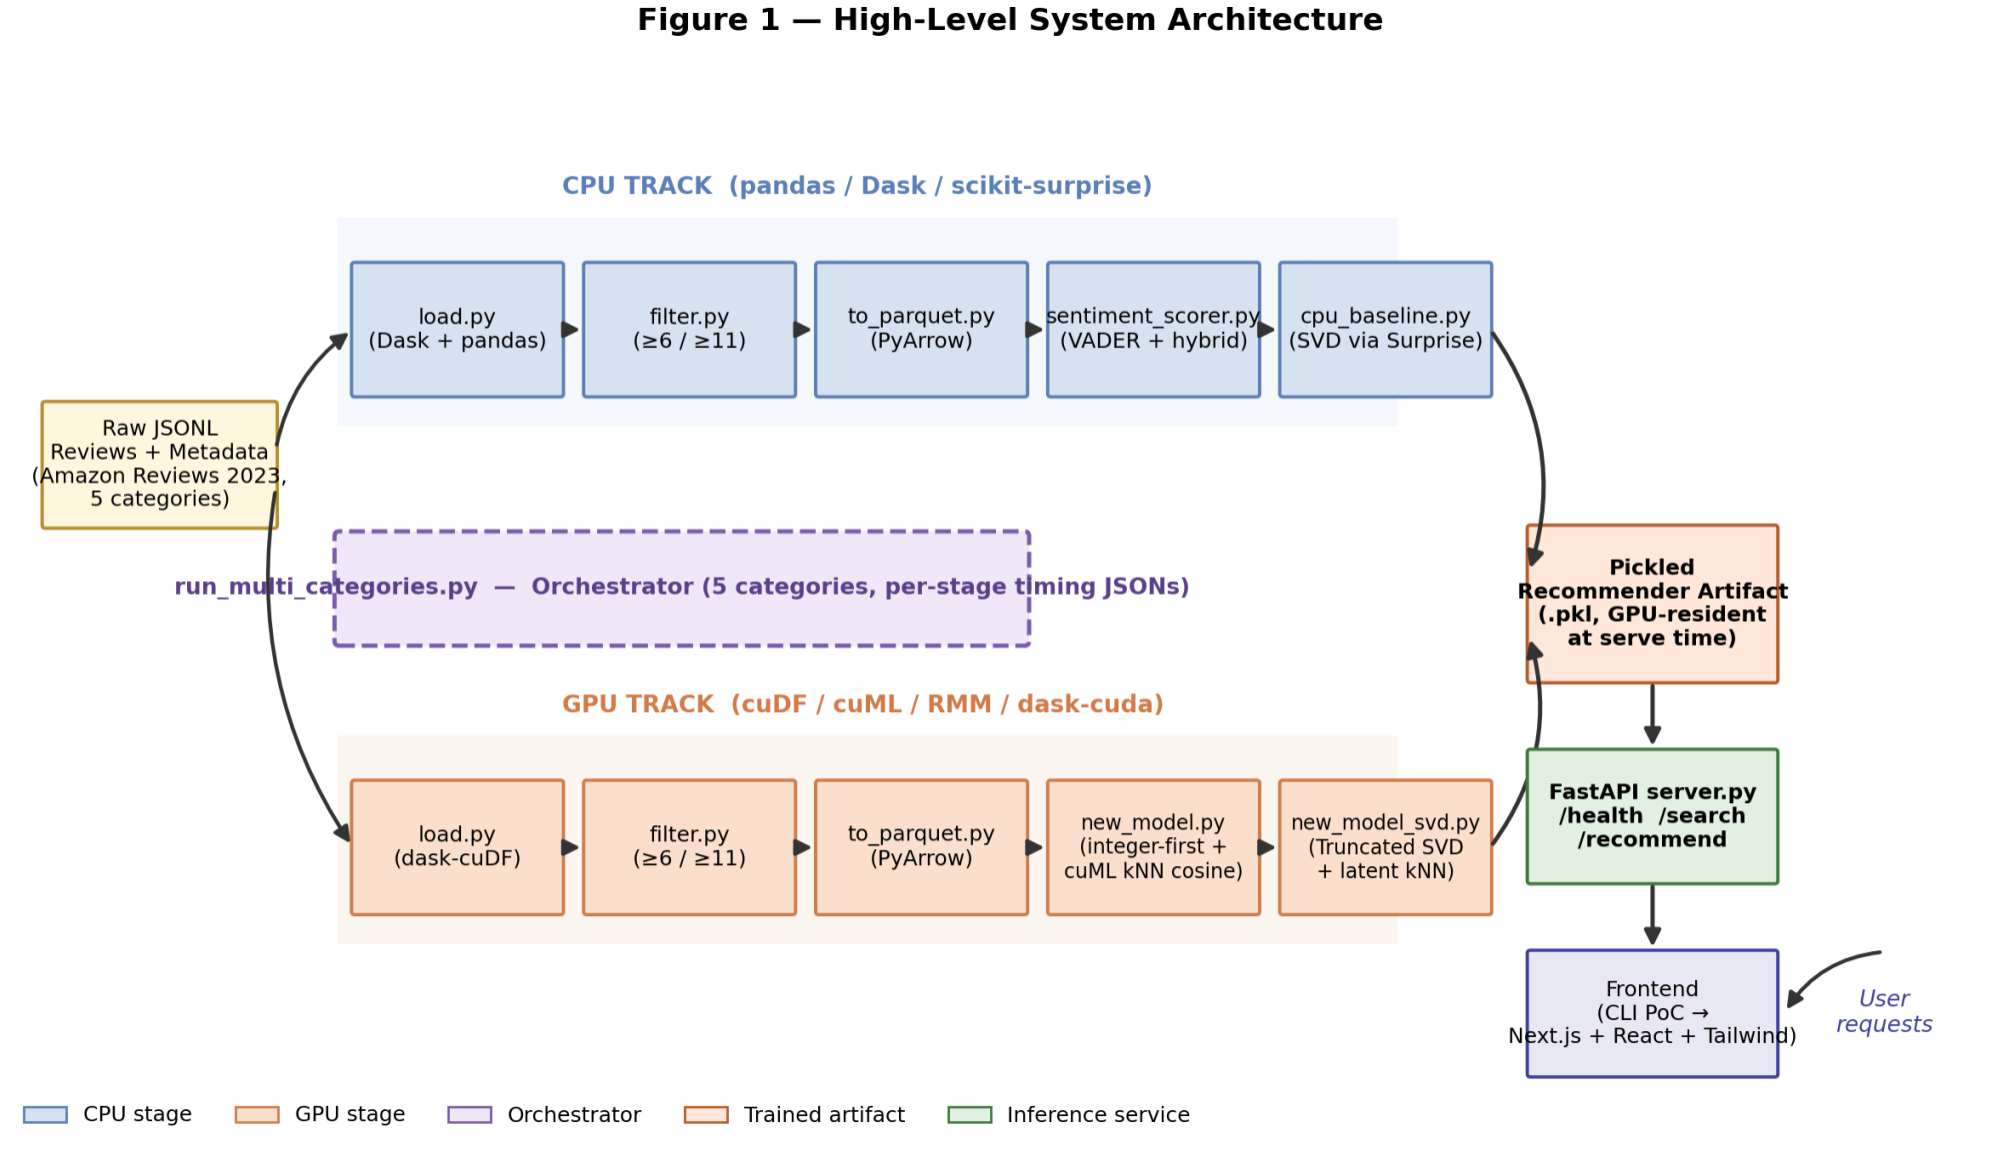 Figure 1 — High-Level System Architecture
CPU TRACK  (pandas / Dask / scikit-surprise)
load.py
(Dask + pandas)
filter.py
(≥6 / ≥11)
to_parquet.py
(PyArrow)
sentiment_scorer.py
(VADER + hybrid)
cpu_baseline.py
(SVD via Surprise)
Raw JSONL
Reviews + Metadata
(Amazon Reviews 2023,
5 categories)
run_multi_categories.py  —  Orchestrator (5 categories, per-stage timing JSONs)
Pickled
Recommender Artifact
(.pkl, GPU-resident
at serve time)
GPU TRACK  (cuDF / cuML / RMM / dask-cuda)
load.py
(dask-cuDF)
filter.py
(≥6 / ≥11)
to_parquet.py
(PyArrow)
new_model.py
(integer-first +
cuML kNN cosine)
new_model_svd.py
(Truncated SVD
+ latent kNN)
FastAPI server.py
/health  /search
/recommend
Frontend
(CLI PoC →
Next.js + React + Tailwind)
User
requests
CPU stage
GPU stage
Orchestrator
Trained artifact
Inference service